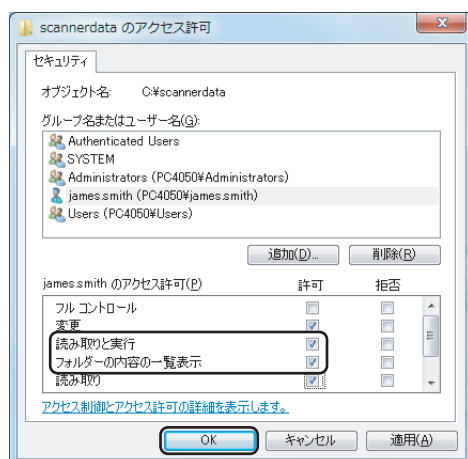 scannerdata のアクセス許可
セキュリティ
オブジェクト名: C:¥scannerdata
グループ名またはユーザー名(G):
Authenticated Users
SYSTEM
Administrators (PC4050¥Administrators)
james.smith (PC4050¥james.smith)
Users (PC4050¥Users)
追加(D)... 削除(R)
james.smith のアクセス許可(P) 許可 拒否
フル コントロール
変更
読み取りと実行
フォルダーの内容の一覧表示
読み取り
アクセス制御とアクセス許可の詳細を表示します。
OK キャンセル 適用(A)